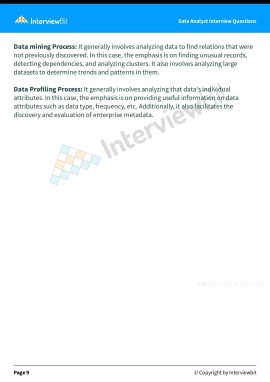 InterviewBit
Data Analyst Interview Questions
Data mining Process: It generally involves analyzing data to find relations that were
not previously discovered. In this case, the emphasis is on finding unusual records,
detecting dependencies, and analyzing clusters. It also involves analyzing large
datasets to determine trends and patterns in them.
Data Profiling Process: It generally involves analyzing that data's individual
attributes. In this case, the emphasis is on providing useful information on data
attributes such as data type, frequency, etc. Additionally, it also facilitates the
discovery and evaluation of enterprise metadata.
Page 9
© Copyright by Interviewbit